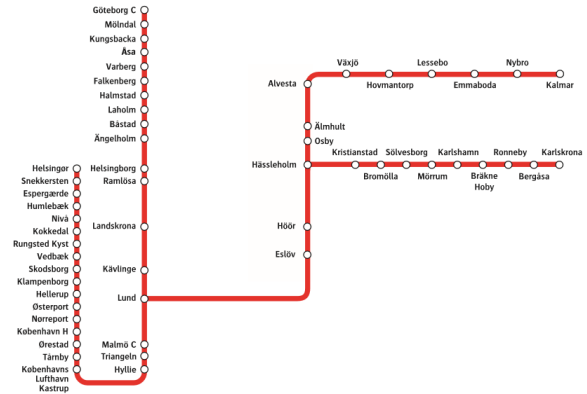 Göteborg C
Mölndal
Kungsbacka
Åsa
Varberg
Falkenberg
Halmstad
Laholm
Båstad
Ängelholm
Helsingør
Snekkersten
Espergærde
Humlebæk
Nivå
Kokkedal
Rungsted Kyst
Vedbæk
Skodsborg
Klampenborg
Hellerup
Østerport
Nørreport
København H
Ørestad
Tårnby
Københavns
Lufthavn
Kastrup
Helsingborg
Ramlösa
Landskrona
Kävlinge
Lund
Malmö C
Triangeln
Hyllie
Växjö Lessebo Nybro
Alvesta
Hovmantorp Emmaboda Kalmar
Älmhult
Osby
Kristianstad Sölvesborg Karlshamn Ronneby Karlskrona
Hässleholm
Bromölla Mörrum Bräkne Bergåsa
Hoby
Höör
Eslöv